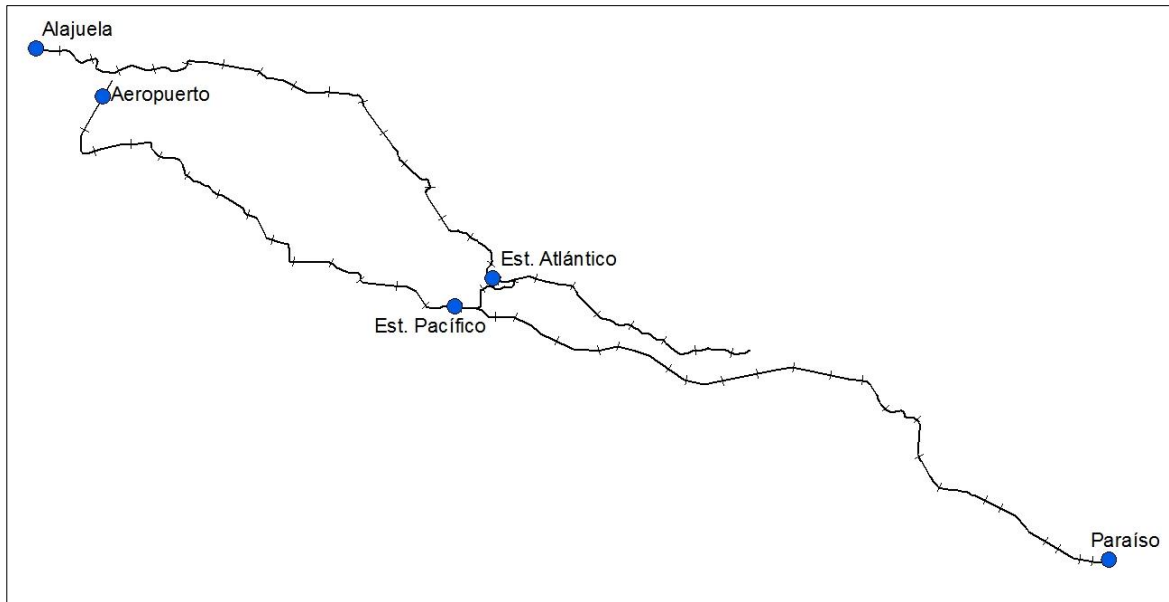 Alajuela
Aeropuerto
Est. Atlántico
Est. Pacífico
Paraíso